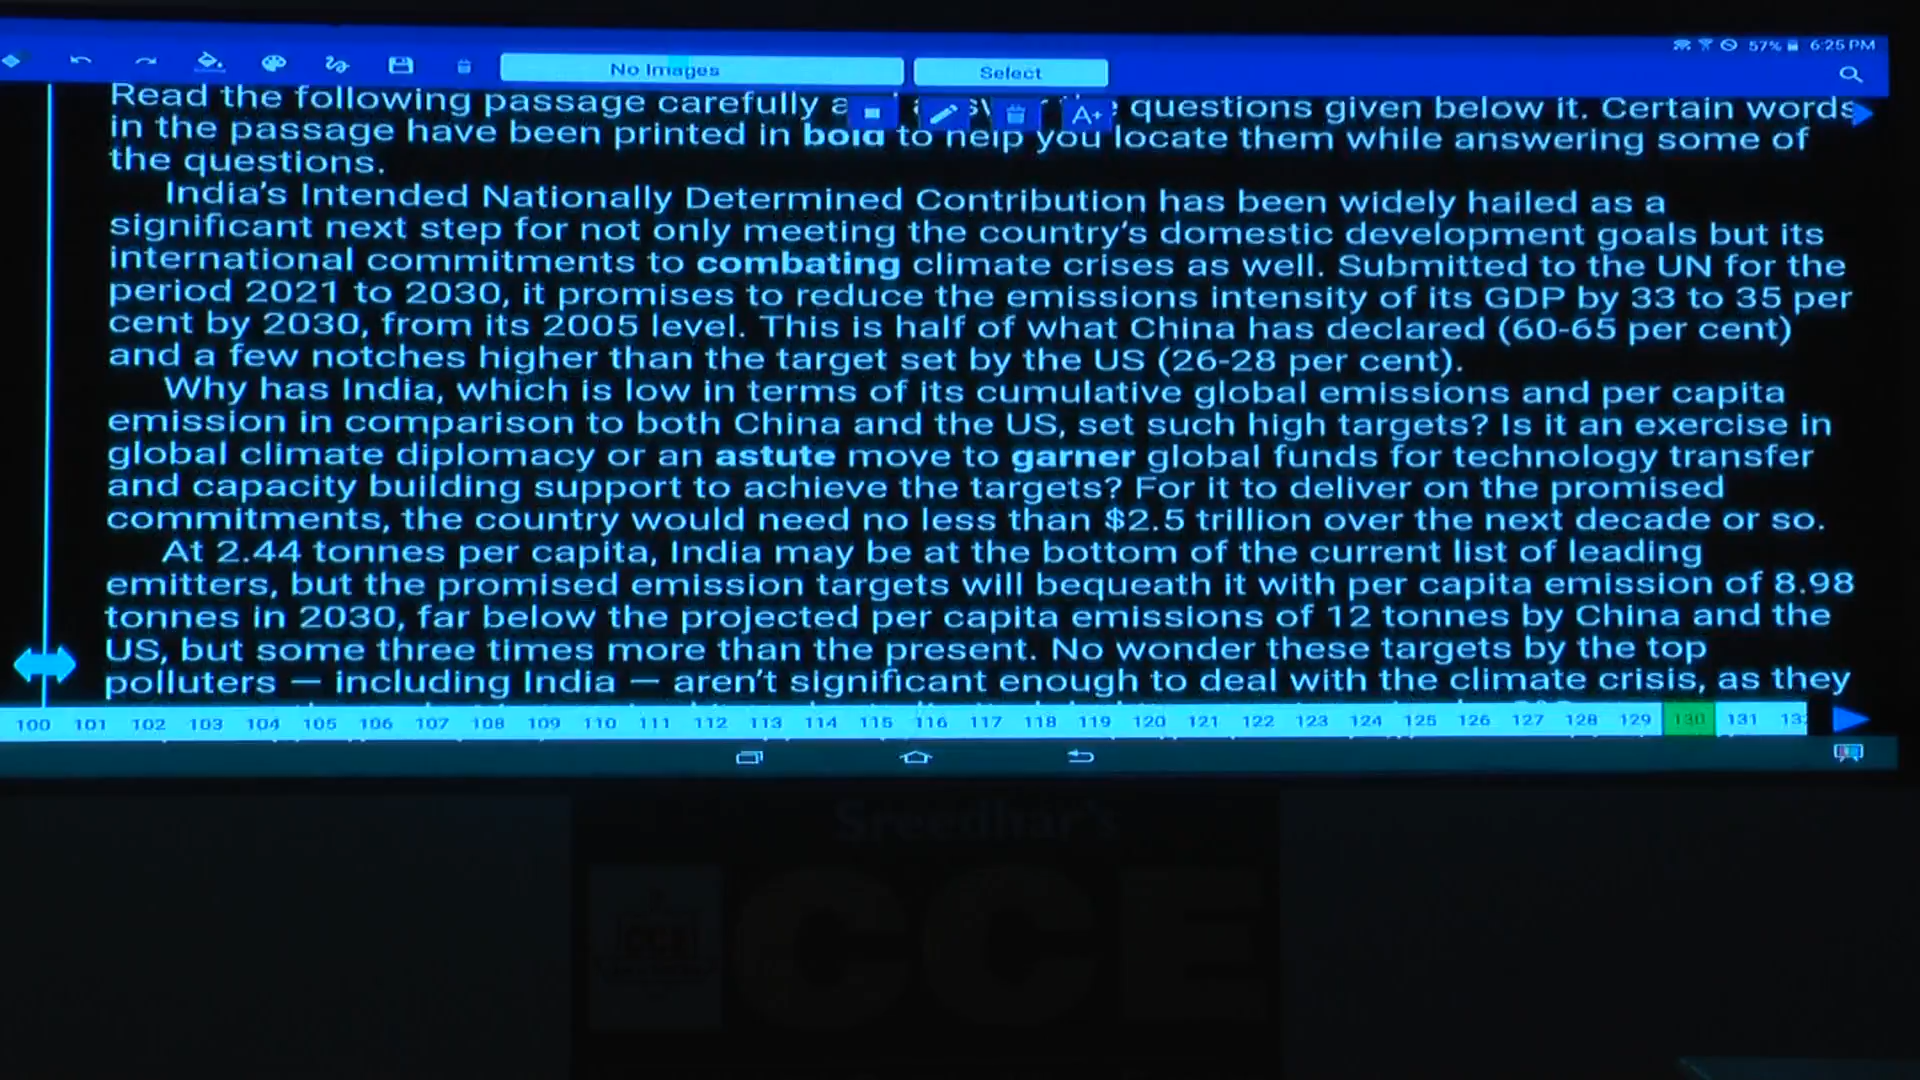 57% 6:25 PM
No Images
Select
Read the following passage carefully a questions given below it. Certain words
A+
in the passage have been printed in bold to help you locate them while answering some of
the questions.
India's Intended Nationally Determined Contribution has been widely hailed as a
significant next step for not only meeting the country's domestic development goals but its
international commitments to combating climate crises as well. Submitted to the UN for the
period 2021 to 2030, it promises to reduce the emissions intensity of its GDP by 33 to 35 per
cent by 2030, from its 2005 level. This is half of what China has declared (60-65 per cent)
and a few notches higher than the target set by the US (26-28 per cent).
Why has India, which is low in terms of its cumulative global emissions and per capita
emission in comparison to both China and the US, set such high targets? Is it an exercise in
global climate diplomacy or an astute move to garner global funds for technology transfer
and capacity building support to achieve the targets? For it to deliver on the promised
commitments, the country would need no less than $2.5 trillion over the next decade or so.
At 2.44 tonnes per capita, India may be at the bottom of the current list of leading
emitters, but the promised emission targets will bequeath it with per capita emission of 8.98
tonnes in 2030, far below the projected per capita emissions of 12 tonnes by China and the
US, but some three times more than the present. No wonder these targets by the top
polluters — including India — aren't significant enough to deal with the climate crisis, as they
100 101 102 103 104 105 106 107 108 109 110 111 112 113 114 115 116 117 118 119 120 121 122 123 124 125 126 127 128 129 130 131
Sreedhar's
CCE